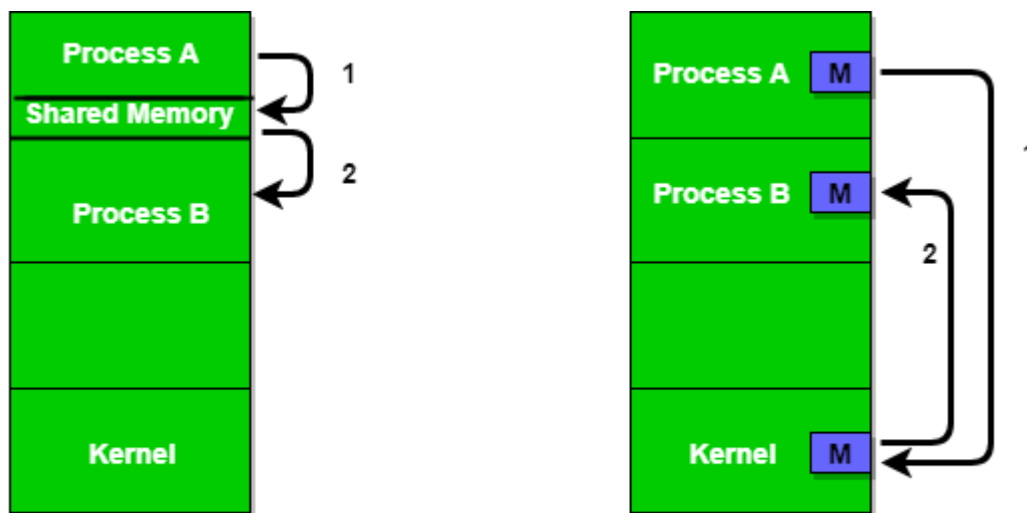 Process A
1
Shared Memory
2
Process B
Kernel
Process A M
Process B M
2
Kernel M